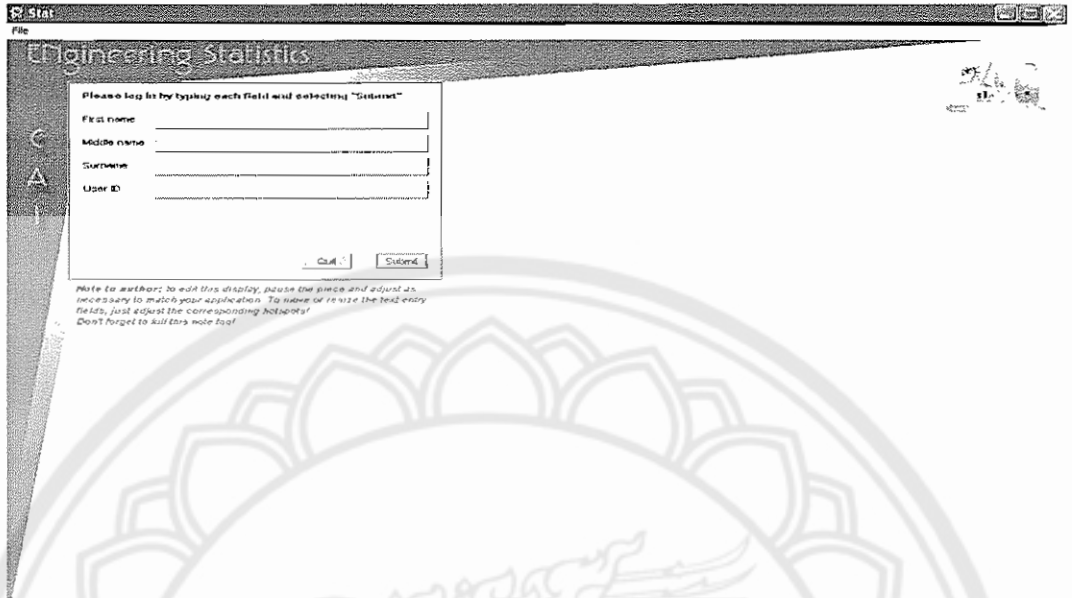 Stat
File
ENgineering Statistics
C
A
I
Please log in by typing each field and selecting "Submit"
First name
Middle name
Surname
User ID
Quit
Submit
Note to author: to edit this display, pause the piece and adjust as
necessary to match your application. To move or resize the text entry
fields, just adjust the corresponding hotspots!
Don't forget to kill this note too!